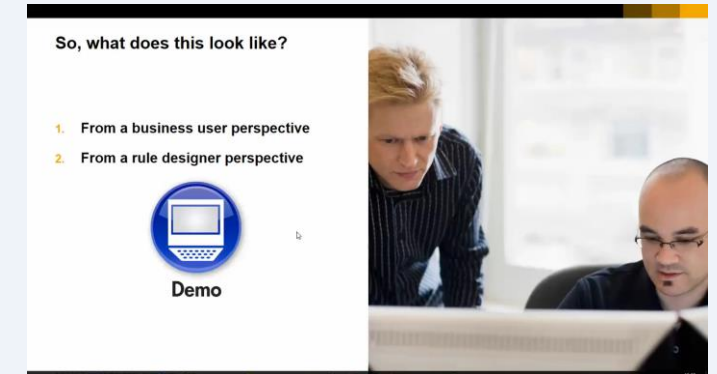 So, what does this look like?
1. From a business user perspective
2. From a rule designer perspective
Demo